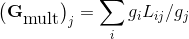 (G_mult)_j = ∑_i g_i L_ij / g_j